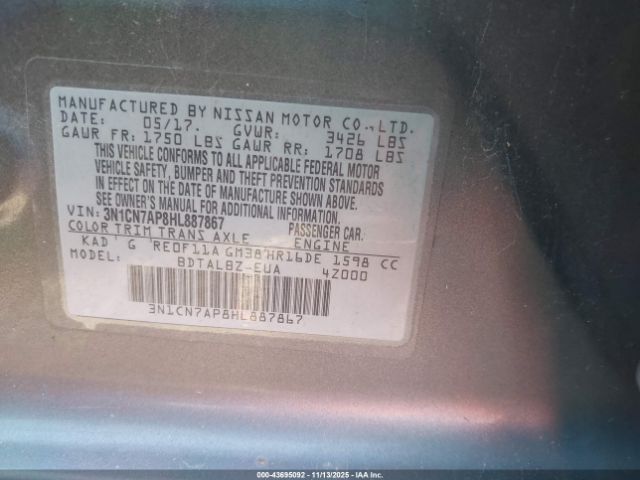 MANUFACTURED BY NISSAN MOTOR CO., LTD.
DATE: 05/17. GVWR: 3426 LBS
GAWR FR: 1750 LBS GAWR RR: 1708 LBS
THIS VEHICLE CONFORMS TO ALL APPLICABLE FEDERAL MOTOR
VEHICLE SAFETY, BUMPER AND THEFT PREVENTION STANDARDS
IN EFFECT ON THE DATE OF MANUFACTURE SHOWN ABOVE.
SEE OWNER'S MANUAL FOR ADDITIONAL INFORMATION.
VIN: 3N1CN7AP8HL887867 PASSENGER CAR.
COLOR TRIM TRANS AXLE ENGINE
KAD G RE0F11A GM38 HR16DE 1598 CC
MODEL: BDTALBZ-EUA 42000
3N1CN7AP8HL887867
© - 43695092 - 11/13/2025 - IAAI.COM